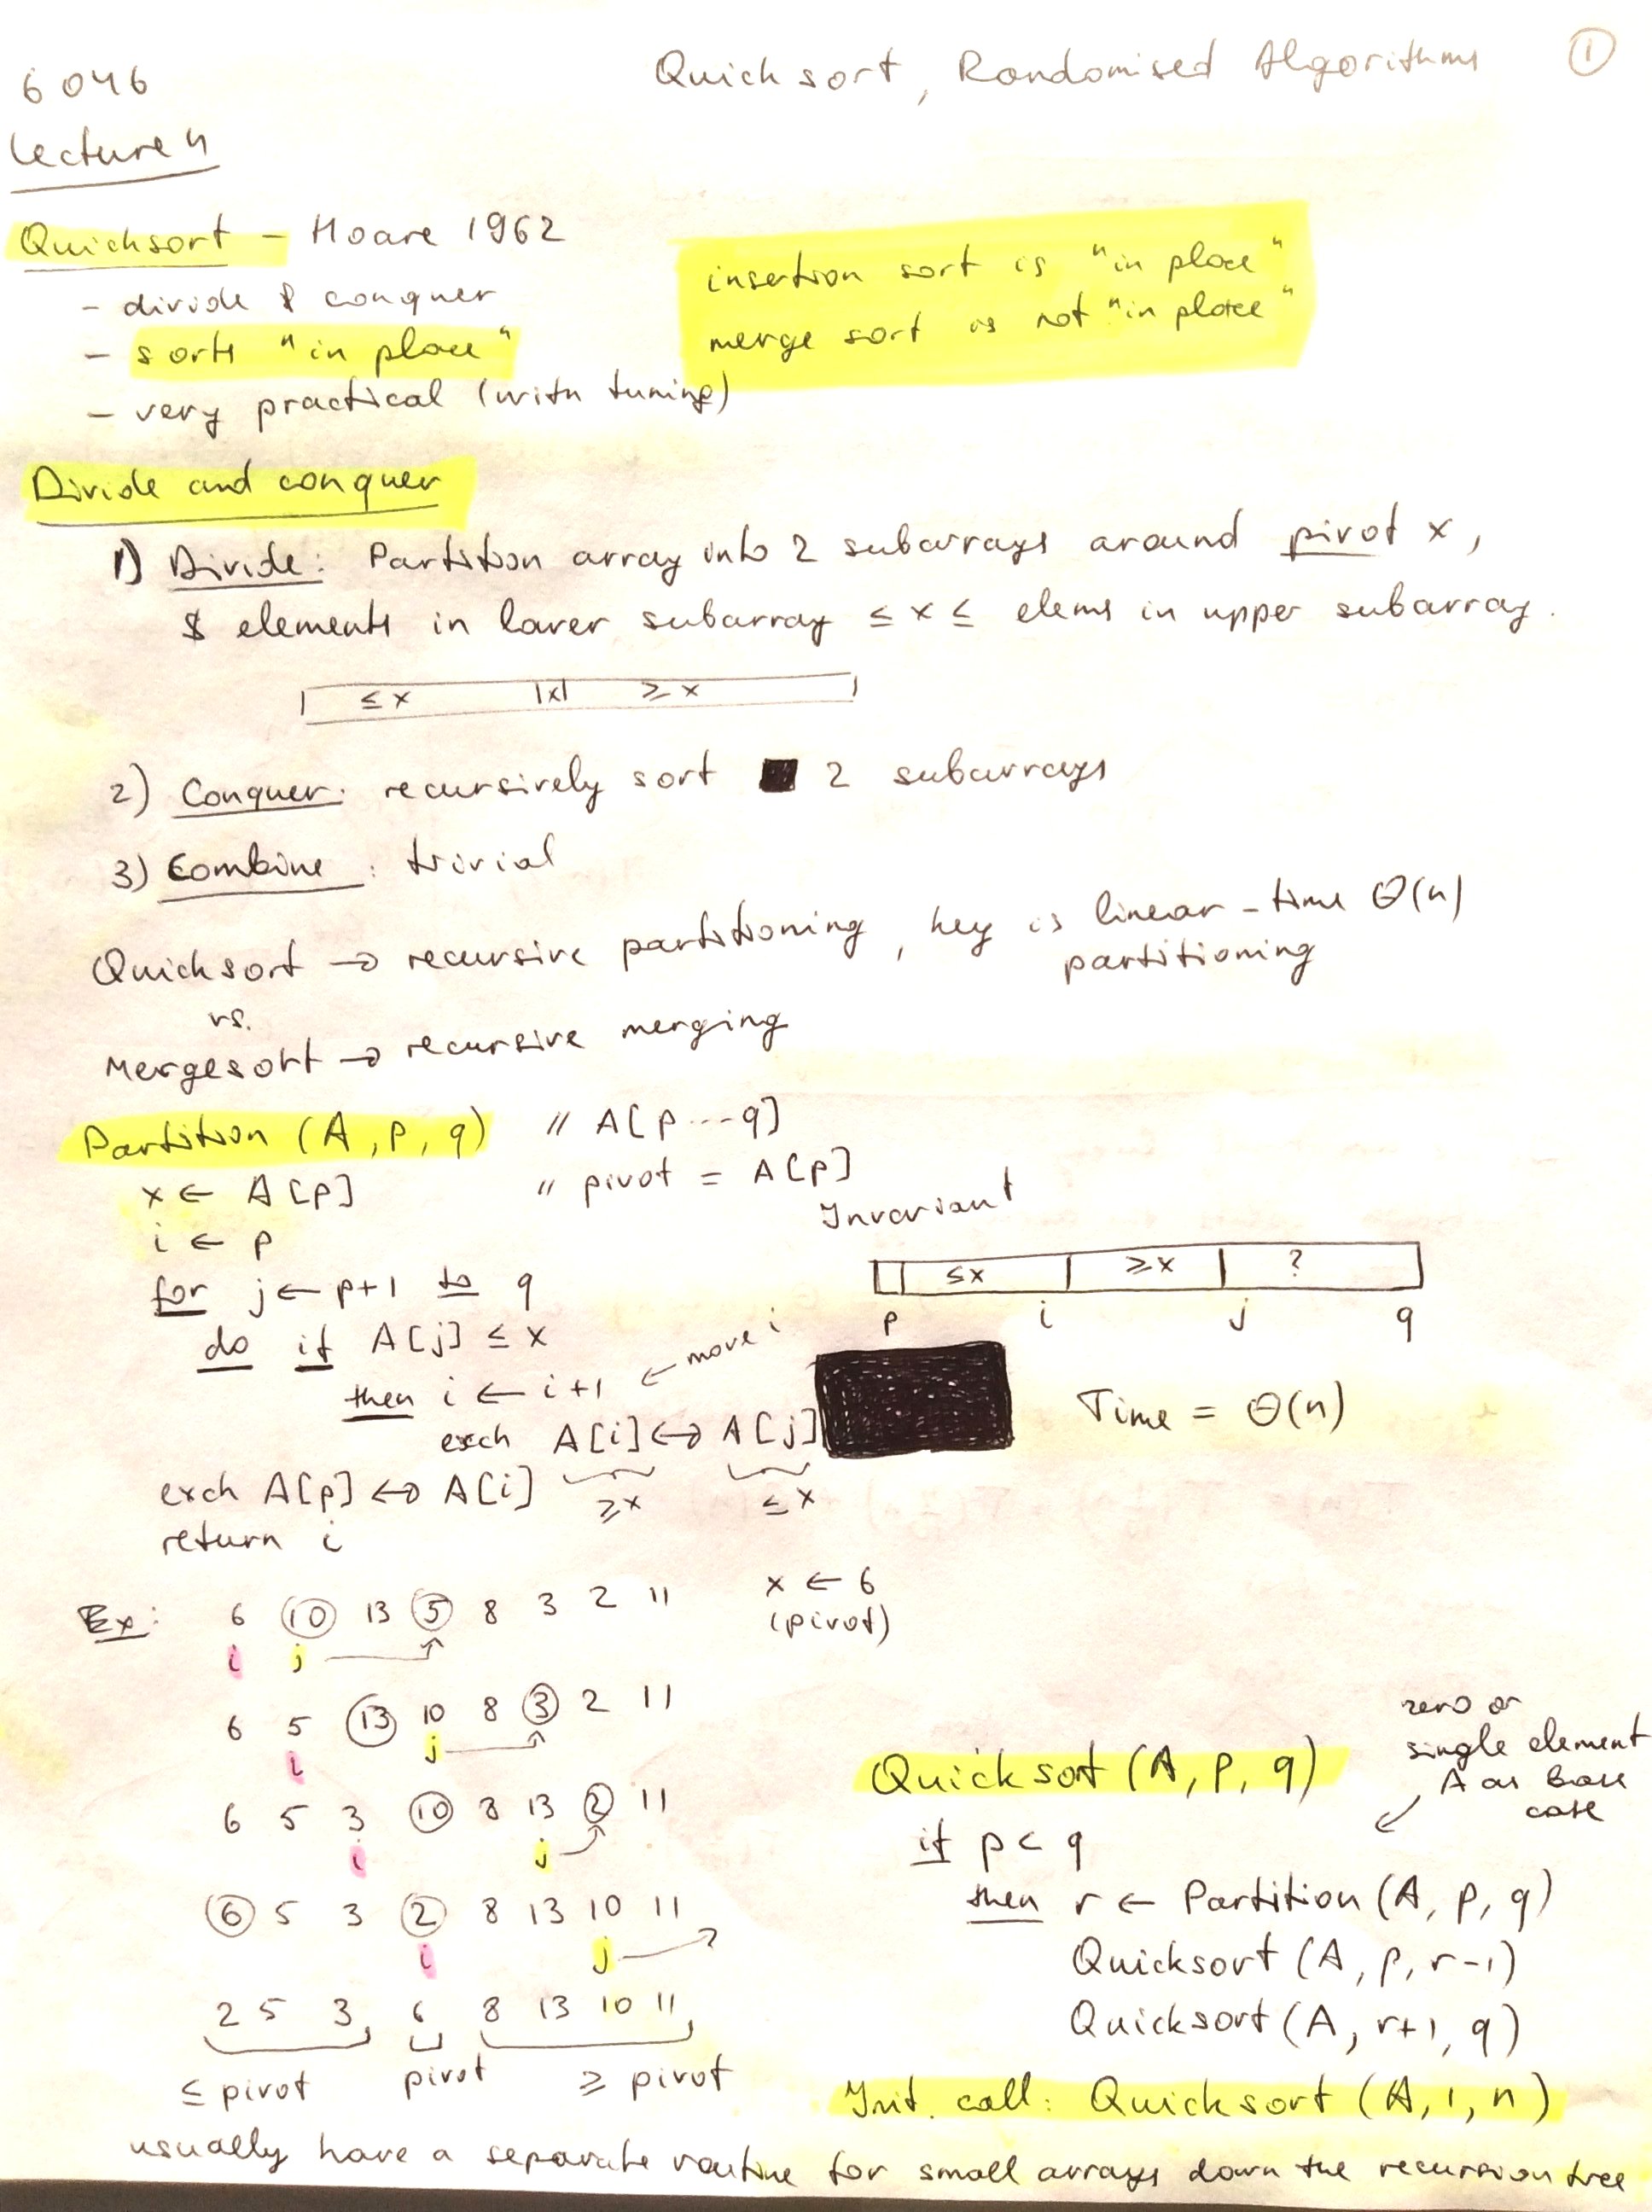 6046
Quicksort, Randomised Algorithms
1
Lecture 4
Quicksort - Hoare 1962
- divide & conquer
- sorts "in place"
- very practical (with tuning)
insertion sort is "in place"
merge sort is not "in place"
Divide and conquer
1) Divide: Partition array into 2 subarrays around pivot x,
& elements in lower subarray ≤ x ≤ elems in upper subarray.
≤ x |x| ≥ x
2) Conquer: recursively sort 2 subarrays
3) Combine: trivial
Quicksort → recursive partitioning, key is linear-time Θ(n)
partitioning
vs.
Mergesort → recursive merging
Partition (A, p, q) // A[p...q]
x ← A[p] // pivot = A[p]
i ← p
for j ← p+1 to q
do if A[j] ≤ x
then i ← i+1 ← move i
exch A[i] ↔ A[j]
≥x ≤x
exch A[p] ↔ A[i]
return i
Invariant
≤x ≥x ?
p i j q
Time = Θ(n)
Ex: 6 10 13 5 8 3 2 11
i j
x ← 6
(pivot)
6 5 13 10 8 3 2 11
i j
6 5 3 10 8 13 2 11
i j
6 5 3 2 8 13 10 11
i j
2 5 3 6 8 13 10 11
≤ pivot pivot ≥ pivot
zero or
single element
A as base
case
Quicksort (A, p, q)
if p < q
then r ← Partition (A, p, q)
Quicksort (A, p, r-1)
Quicksort (A, r+1, q)
Init. call: Quicksort (A, 1, n)
usually have a separate routine for small arrays down the recursion tree